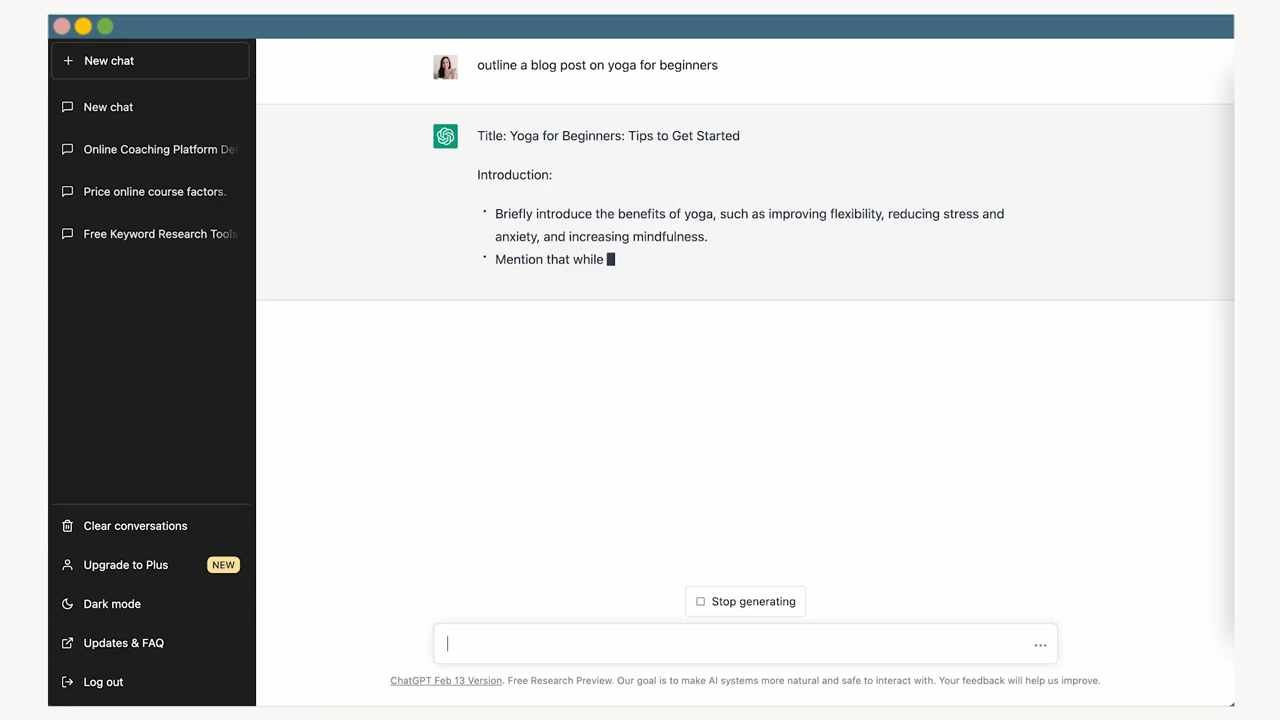 New chat
New chat
Online Coaching Platform De
Price online course factors.
Free Keyword Research Tools
Clear conversations
Upgrade to Plus NEW
Dark mode
Updates & FAQ
Log out
outline a blog post on yoga for beginners
Title: Yoga for Beginners: Tips to Get Started
Introduction:
Briefly introduce the benefits of yoga, such as improving flexibility, reducing stress and
anxiety, and increasing mindfulness.
Mention that while
Stop generating
ChatGPT Feb 13 Version. Free Research Preview. Our goal is to make AI systems more natural and safe to interact with. Your feedback will help us improve.